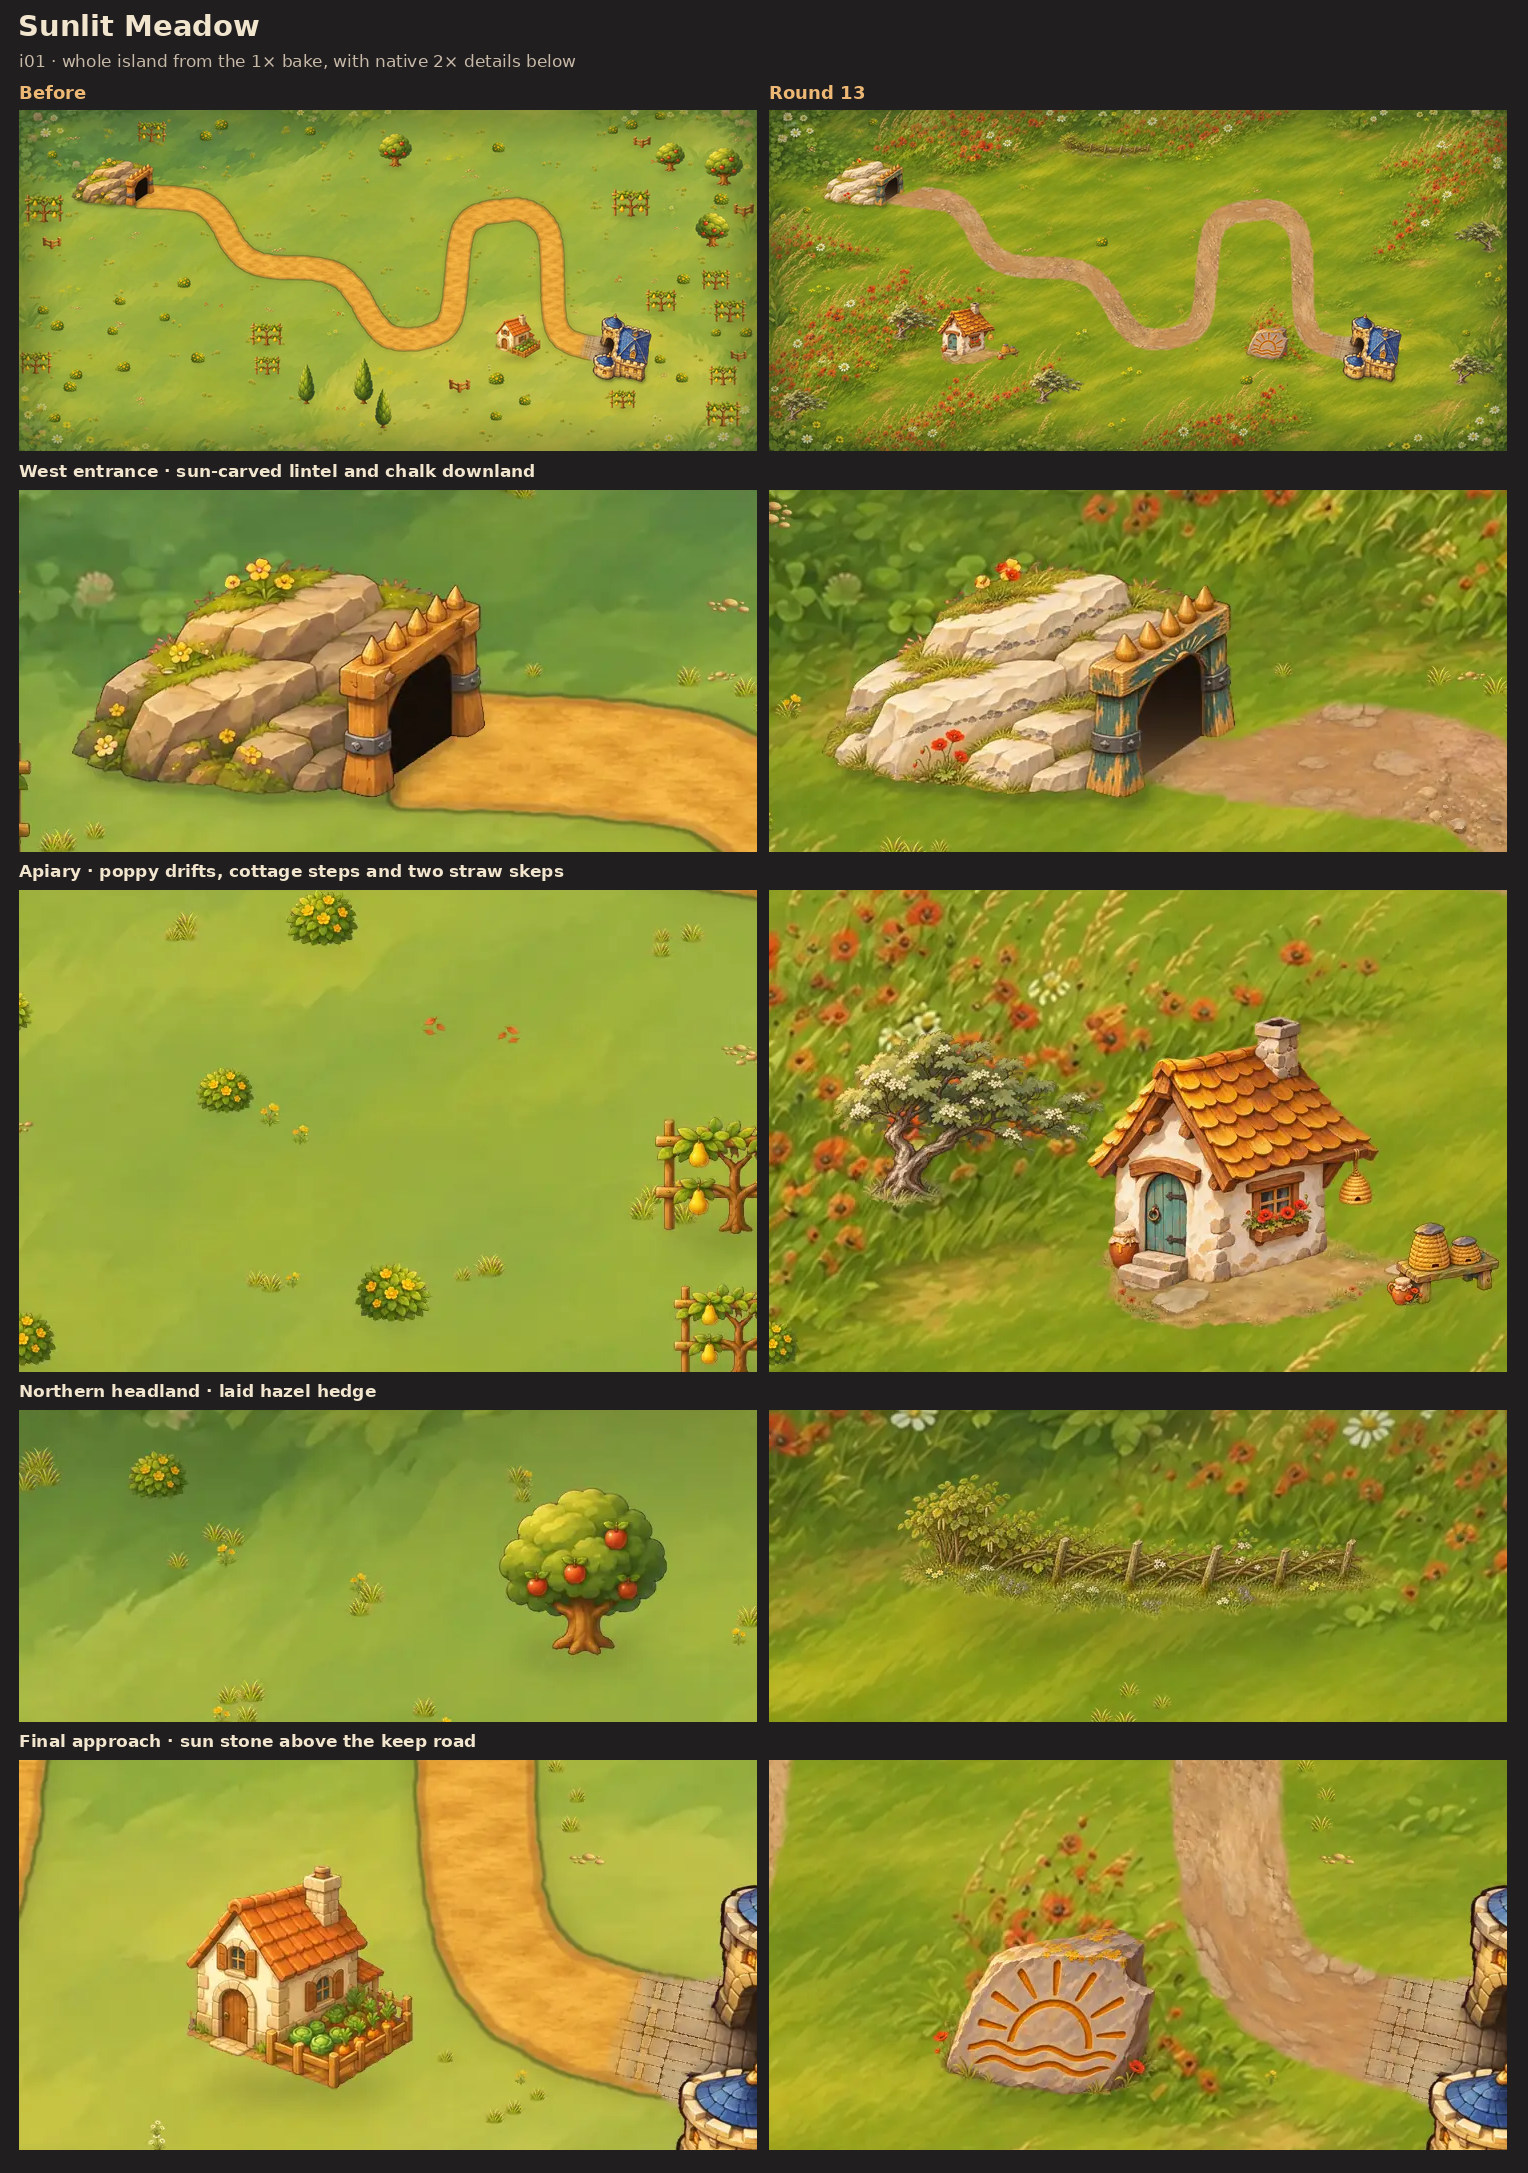 Sunlit Meadow
i01 · whole island from the 1× bake, with native 2× details below
Before
Round 13
West entrance · sun-carved lintel and chalk downland
Apiary · poppy drifts, cottage steps and two straw skeps
Northern headland · laid hazel hedge
Final approach · sun stone above the keep road